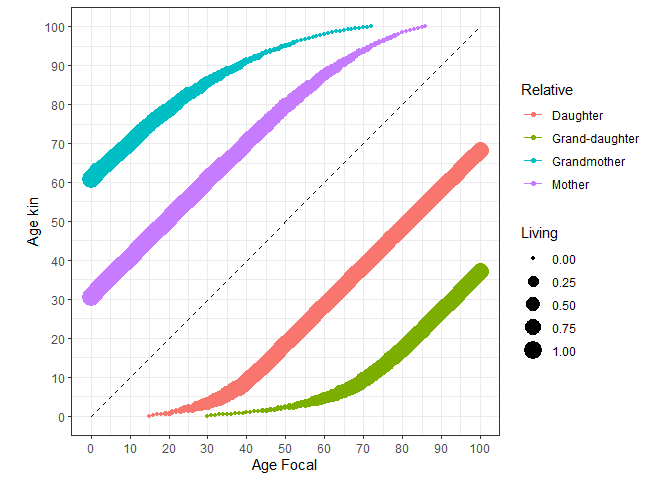 100
90
80
70
60
50
40
30
20
10
0
Age kin
0 10 20 30 40 50 60 70 80 90 100
Age Focal
Relative
Daughter
Grand-daughter
Grandmother
Mother
Living
0.00
0.25
0.50
0.75
1.00